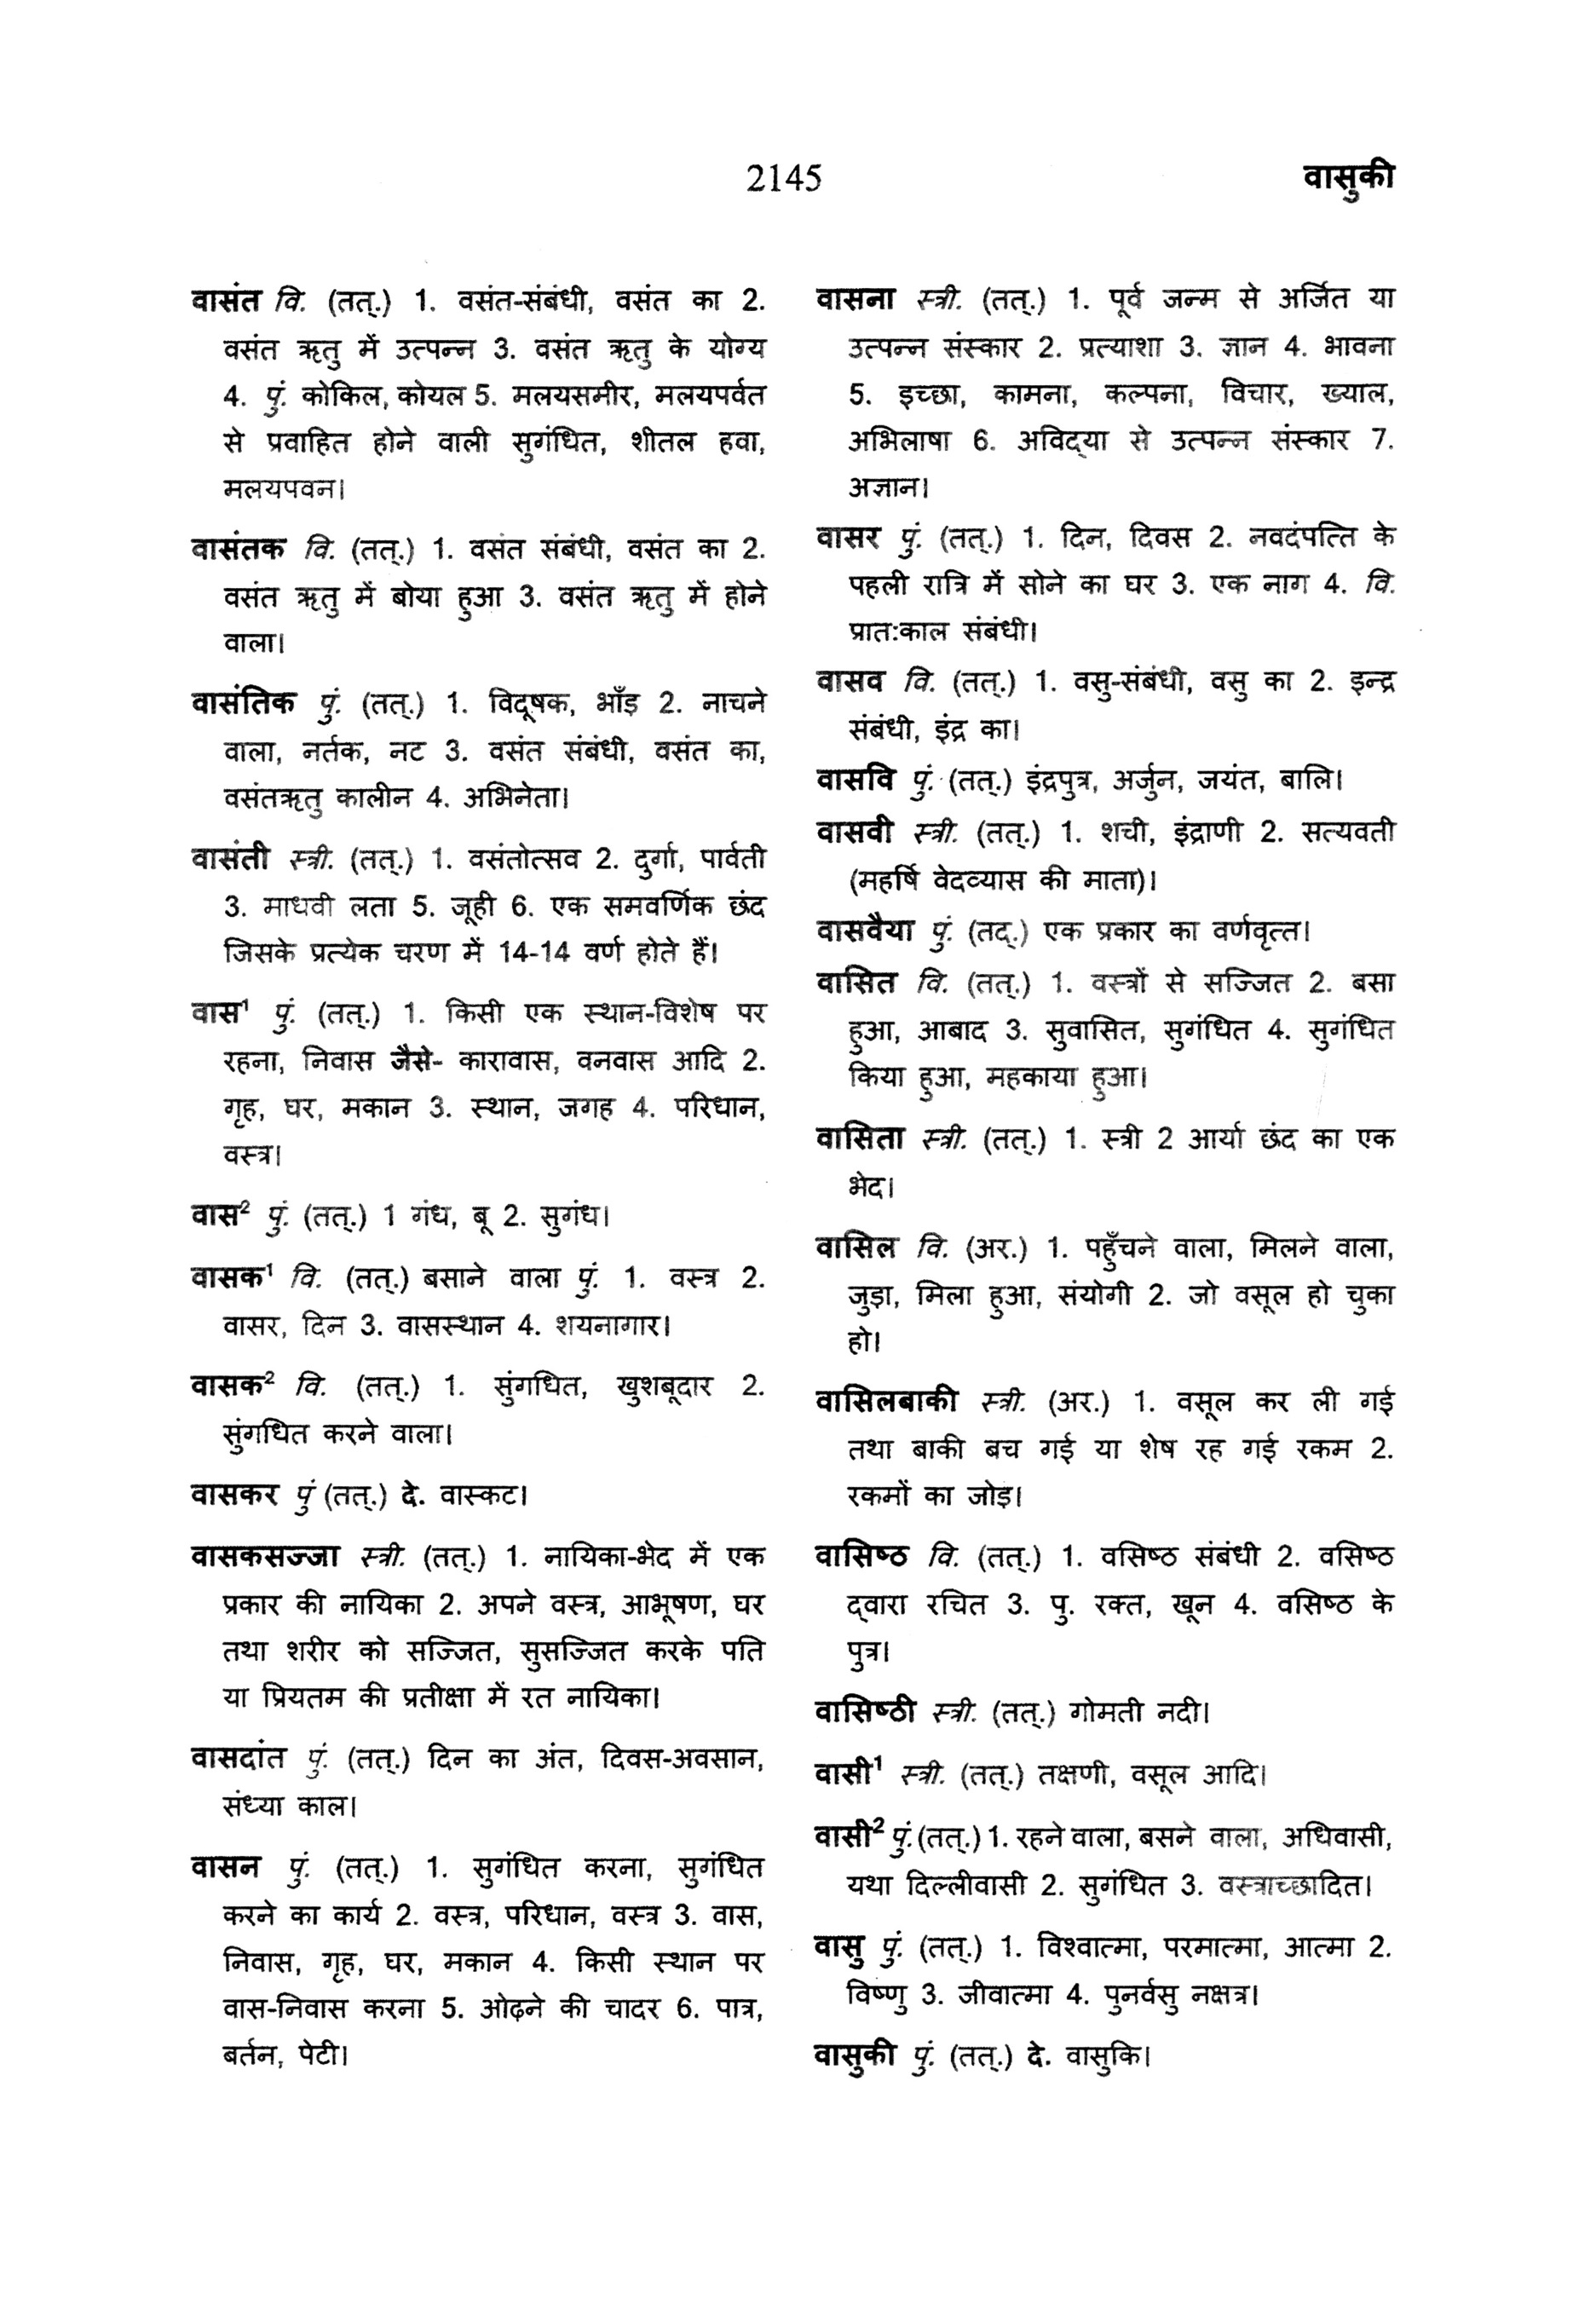 2145
वासुकी
वासंत वि. (तत्.) 1. वसंत-संबंधी, वसंत का 2.
वसंत ऋतु में उत्पन्न 3. वसंत ऋतु के योग्य
4. पुं. कोकिल, कोयल 5. मलयसमीर, मलयपर्वत
से प्रवाहित होने वाली सुगंधित, शीतल हवा,
मलयपवन।
वासंतक वि. (तत्.) 1. वसंत संबंधी, वसंत का 2.
वसंत ऋतु में बोया हुआ 3. वसंत ऋतु में होने
वाला।
वासंतिक पुं. (तत्.) 1. विदूषक, भाँड़ 2. नाचने
वाला, नर्तक, नट 3. वसंत संबंधी, वसंत का,
वसंतऋतु कालीन 4. अभिनेता।
वासंती स्त्री. (तत्.) 1. वसंतोत्सव 2. दुर्गा, पार्वती
3. माधवी लता 5. जूही 6. एक समवर्णिक छंद
जिसके प्रत्येक चरण में 14-14 वर्ण होते हैं।
वास¹ पुं. (तत्.) 1. किसी एक स्थान-विशेष पर
रहना, निवास जैसे- कारावास, वनवास आदि 2.
गृह, घर, मकान 3. स्थान, जगह 4. परिधान,
वस्त्र।
वास² पुं. (तत्.) 1 गंध, बू 2. सुगंध।
वासक¹ वि. (तत्.) बसाने वाला पुं. 1. वस्त्र 2.
वासर, दिन 3. वासस्थान 4. शयनागार।
वासक² वि. (तत्.) 1. सुंगधित, खुशबूदार 2.
सुंगधित करने वाला।
वासकर पुं (तत्.) दे. वास्कट।
वासकसज्जा स्त्री. (तत्.) 1. नायिका-भेद में एक
प्रकार की नायिका 2. अपने वस्त्र, आभूषण, घर
तथा शरीर को सज्जित, सुसज्जित करके पति
या प्रियतम की प्रतीक्षा में रत नायिका।
वासदांत पुं. (तत्.) दिन का अंत, दिवस-अवसान,
संध्या काल।
वासन पुं. (तत्.) 1. सुगंधित करना, सुगंधित
करने का कार्य 2. वस्त्र, परिधान, वस्त्र 3. वास,
निवास, गृह, घर, मकान 4. किसी स्थान पर
वास-निवास करना 5. ओढ़ने की चादर 6. पात्र,
बर्तन, पेटी।
वासना स्त्री. (तत्.) 1. पूर्व जन्म से अर्जित या
उत्पन्न संस्कार 2. प्रत्याशा 3. ज्ञान 4. भावना
5. इच्छा, कामना, कल्पना, विचार, ख्याल,
अभिलाषा 6. अविद्‌या से उत्पन्न संस्कार 7.
अज्ञान।
वासर पुं. (तत्.) 1. दिन, दिवस 2. नवदंपत्ति के
पहली रात्रि में सोने का घर 3. एक नाग 4. वि.
प्रात:काल संबंधी।
वासव वि. (तत्.) 1. वसु-संबंधी, वसु का 2. इन्द्र
संबंधी, इंद्र का।
वासवि पुं. (तत्.) इंद्रपुत्र, अर्जुन, जयंत, बालि।
वासवी स्त्री. (तत्.) 1. शची, इंद्राणी 2. सत्यवती
(महर्षि वेदव्यास की माता)।
वासवैया पुं. (तद्.) एक प्रकार का वर्णवृत्त।
वासित वि. (तत्.) 1. वस्त्रों से सज्जित 2. बसा
हुआ, आबाद 3. सुवासित, सुगंधित 4. सुगंधित
किया हुआ, महकाया हुआ।
वासिता स्त्री. (तत्.) 1. स्त्री 2 आर्या छंद का एक
भेद।
वासिल वि. (अर.) 1. पहुँचने वाला, मिलने वाला,
जुड़ा, मिला हुआ, संयोगी 2. जो वसूल हो चुका
हो।
वासिलबाकी स्त्री. (अर.) 1. वसूल कर ली गई
तथा बाकी बच गई या शेष रह गई रकम 2.
रकमों का जोड़।
वासिष्ठ वि. (तत्.) 1. वसिष्ठ संबंधी 2. वसिष्ठ
द्‌वारा रचित 3. पु. रक्त, खून 4. वसिष्ठ के
पुत्र।
वासिष्ठी स्त्री. (तत्.) गोमती नदी।
वासी¹ स्त्री. (तत्.) तक्षणी, वसूल आदि।
वासी² पुं. (तत्.) 1. रहने वाला, बसने वाला, अधिवासी,
यथा दिल्लीवासी 2. सुगंधित 3. वस्त्राच्छादित।
वासु पुं. (तत्.) 1. विश्वात्मा, परमात्मा, आत्मा 2.
विष्णु 3. जीवात्मा 4. पुनर्वसु नक्षत्र।
वासुकी पुं. (तत्.) दे. वासुकि।